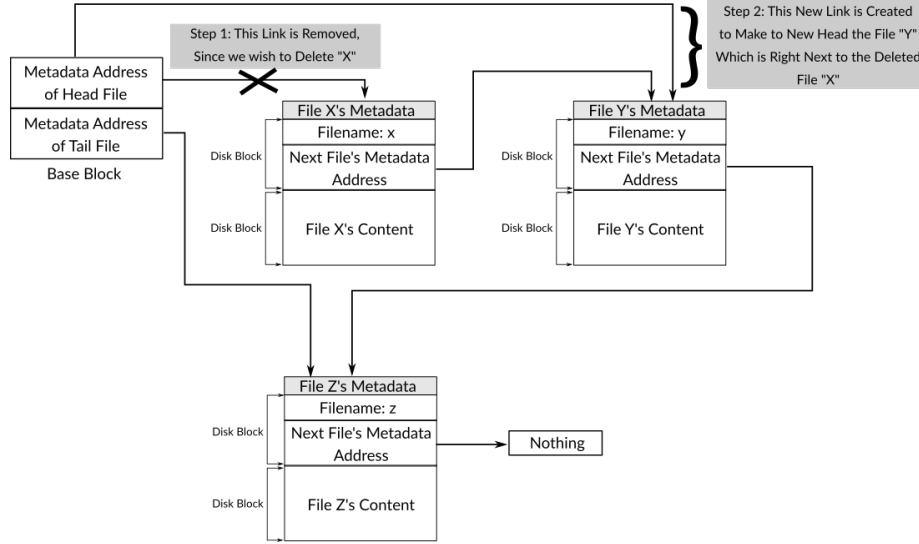 Step 1: This Link is Removed,
Since we wish to Delete "X"
Step 2: This New Link is Created
to Make to New Head the File "Y"
Which is Right Next to the Deleted
File "X"
Metadata Address
of Head File
Metadata Address
of Tail File
Base Block
File X's Metadata
Filename: x
Next File's Metadata
Address
File X's Content
Disk Block
Disk Block
File Y's Metadata
Filename: y
Next File's Metadata
Address
File Y's Content
Disk Block
Disk Block
File Z's Metadata
Filename: z
Next File's Metadata
Address
File Z's Content
Disk Block
Disk Block
Nothing